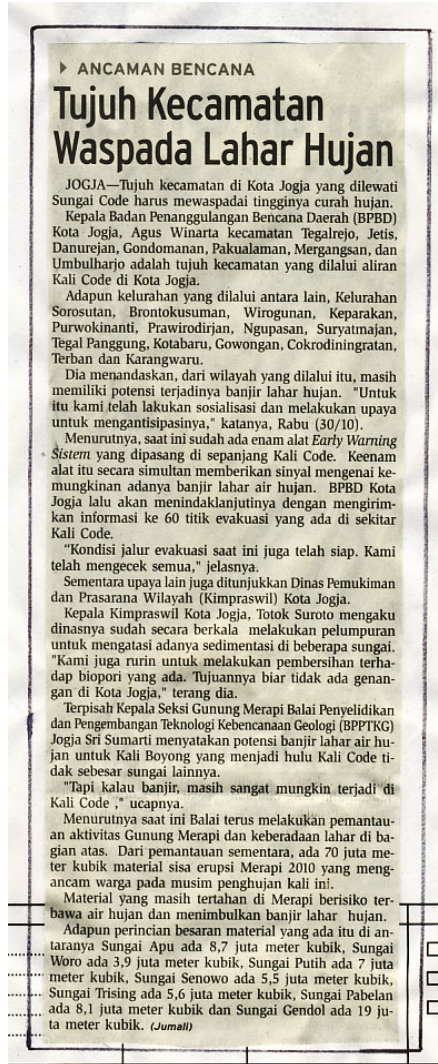 ANCAMAN BENCANA
Tujuh Kecamatan
Waspada Lahar Hujan
JOGJA—Tujuh kecamatan di Kota Jogja yang dilewati
Sungai Code harus mewaspadai tingginya curah hujan.
Kepala Badan Penanggulangan Bencana Daerah (BPBD)
Kota Jogja, Agus Winarta kecamatan Tegalrejo, Jetis,
Danurejan, Gondomanan, Pakualaman, Mergangsan, dan
Umbulharjo adalah tujuh kecamatan yang dilalui aliran
Kali Code di Kota Jogja.
Adapun kelurahan yang dilalui antara lain, Kelurahan
Sorosutan, Brontokusuman, Wirogunan, Keparakan,
Purwokinanti, Prawirodirjan, Ngupasan, Suryatmajan,
Tegal Panggung, Kotabaru, Gowongan, Cokrodiningratan,
Terban dan Karangwaru.
Dia menandaskan, dari wilayah yang dilalui itu, masih
memiliki potensi terjadinya banjir lahar hujan. "Untuk
itu kami telah lakukan sosialisasi dan melakukan upaya
untuk mengantisipasinya," katanya, Rabu (30/10).
Menurutnya, saat ini sudah ada enam alat Early Warning
Sistem yang dipasang di sepanjang Kali Code. Keenam
alat itu secara simultan memberikan sinyal mengenai ke-
mungkinan adanya banjir lahar air hujan. BPBD Kota
Jogja lalu akan menindaklanjutinya dengan mengirim-
kan informasi ke 60 titik evakuasi yang ada di sekitar
Kali Code.
"Kondisi jalur evakuasi saat ini juga telah siap. Kami
telah mengecek semua," jelasnya.
Sementara upaya lain juga ditunjukkan Dinas Pemukiman
dan Prasarana Wilayah (Kimpraswil) Kota Jogja.
Kepala Kimpraswil Kota Jogja, Totok Suroto mengaku
dinasnya sudah secara berkala melakukan pelumpuran
untuk mengatasi adanya sedimentasi di beberapa sungai.
"Kami juga rurin untuk melakukan pembersihan terha-
dap biopori yang ada. Tujuannya biar tidak ada genan-
gan di Kota Jogja," terang dia.
Terpisah Kepala Seksi Gunung Merapi Balai Penyelidikan
dan Pengembangan Teknologi Kebencanaan Geologi (BPPTKG)
Jogja Sri Sumarti menyatakan potensi banjir lahar air hu-
jan untuk Kali Boyong yang menjadi hulu Kali Code ti-
dak sebesar sungai lainnya.
"Tapi kalau banjir, masih sangat mungkin terjadi di
Kali Code ," ucapnya.
Menurutnya saat ini Balai terus melakukan pemantau-
an aktivitas Gunung Merapi dan keberadaan lahar di ba-
gian atas. Dari pemantauan sementara, ada 70 juta me-
ter kubik material sisa erupsi Merapi 2010 yang meng-
ancam warga pada musim penghujan kali ini.
Material yang masih tertahan di Merapi berisiko ter-
bawa air hujan dan menimbulkan banjir lahar hujan.
Adapun perincian besaran material yang ada itu di an-
taranya Sungai Apu ada 8,7 juta meter kubik, Sungai
Woro ada 3,9 juta meter kubik, Sungai Putih ada 7 juta
meter kubik, Sungai Senowo ada 5,5 juta meter kubik,
Sungai Trising ada 5,6 juta meter kubik, Sungai Pabelan
ada 8,1 juta meter kubik dan Sungai Gendol ada 19 ju-
ta meter kubik. (Jumali)